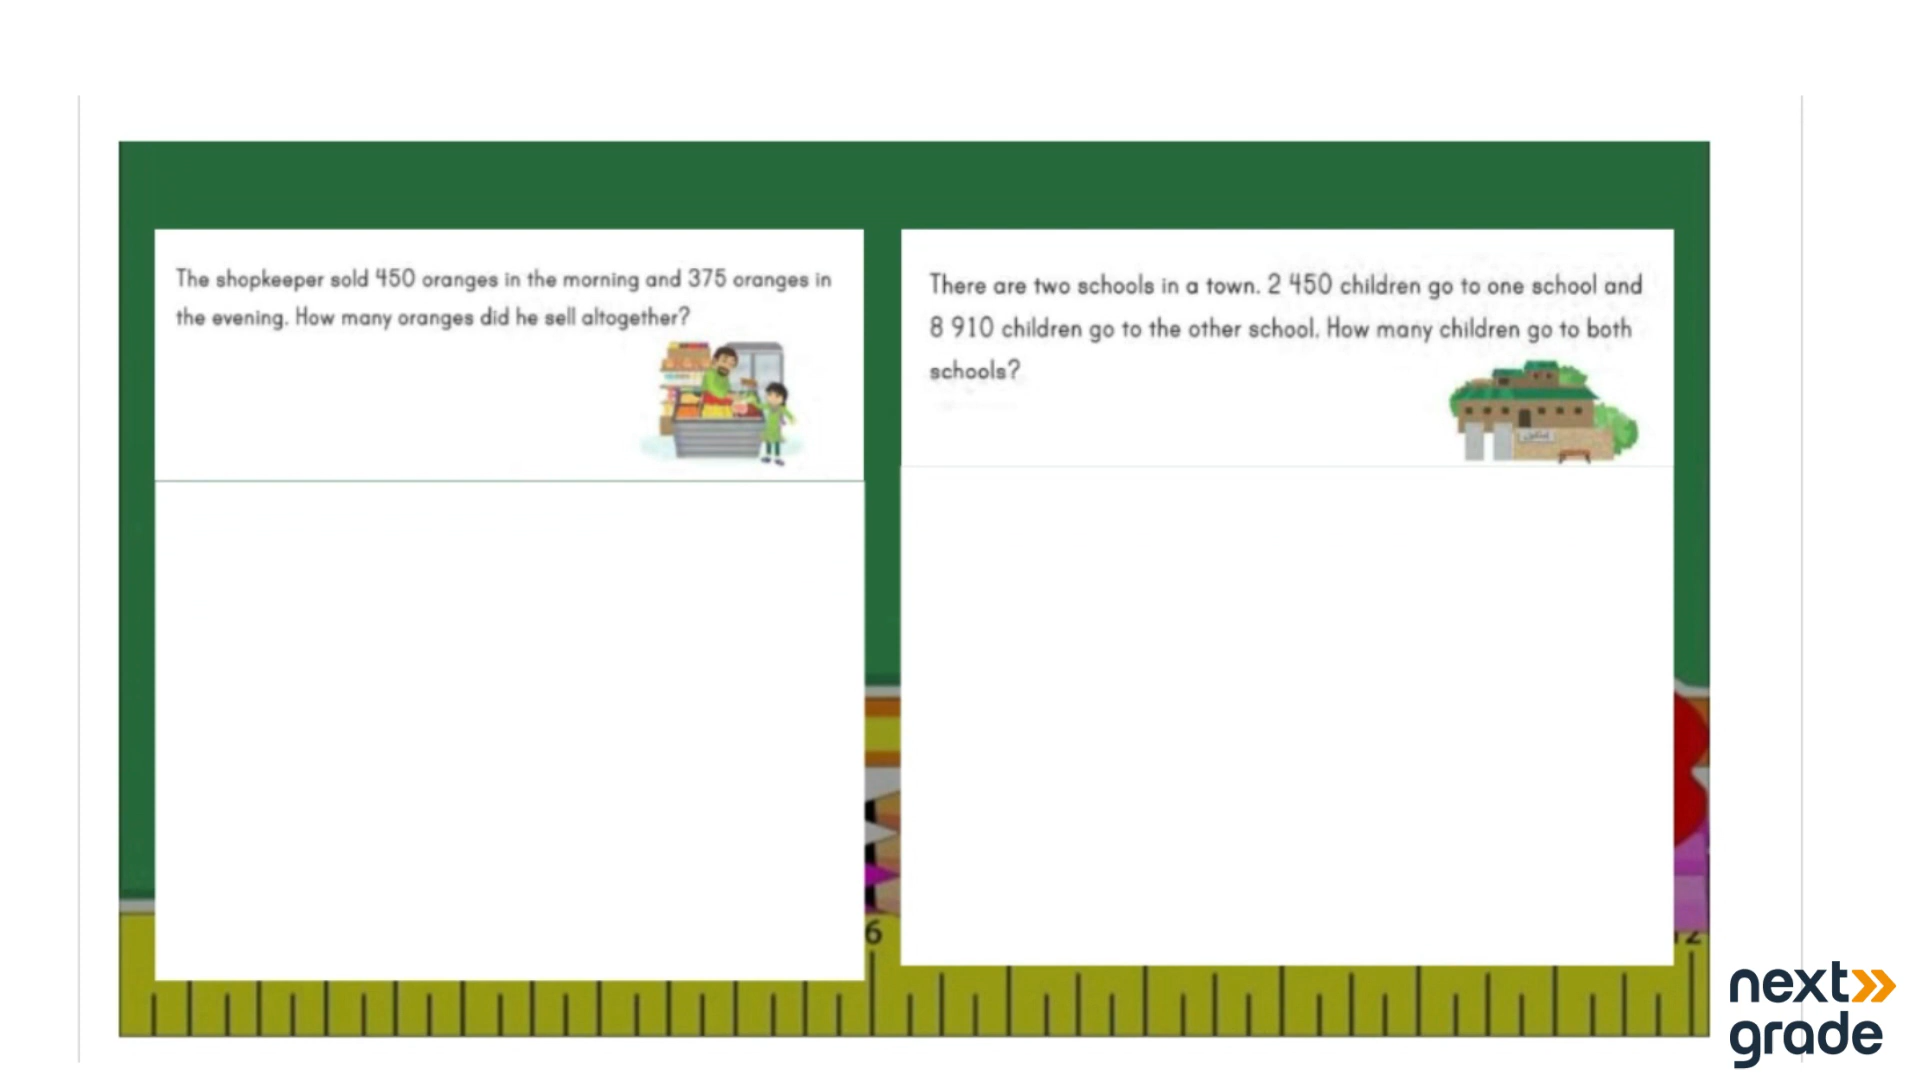 The shopkeeper sold 450 oranges in the morning and 375 oranges in
the evening. How many oranges did he sell altogether?
There are two schools in a town. 2 450 children go to one school and
8 910 children go to the other school. How many children go to both
schools?
6
12
next
grade